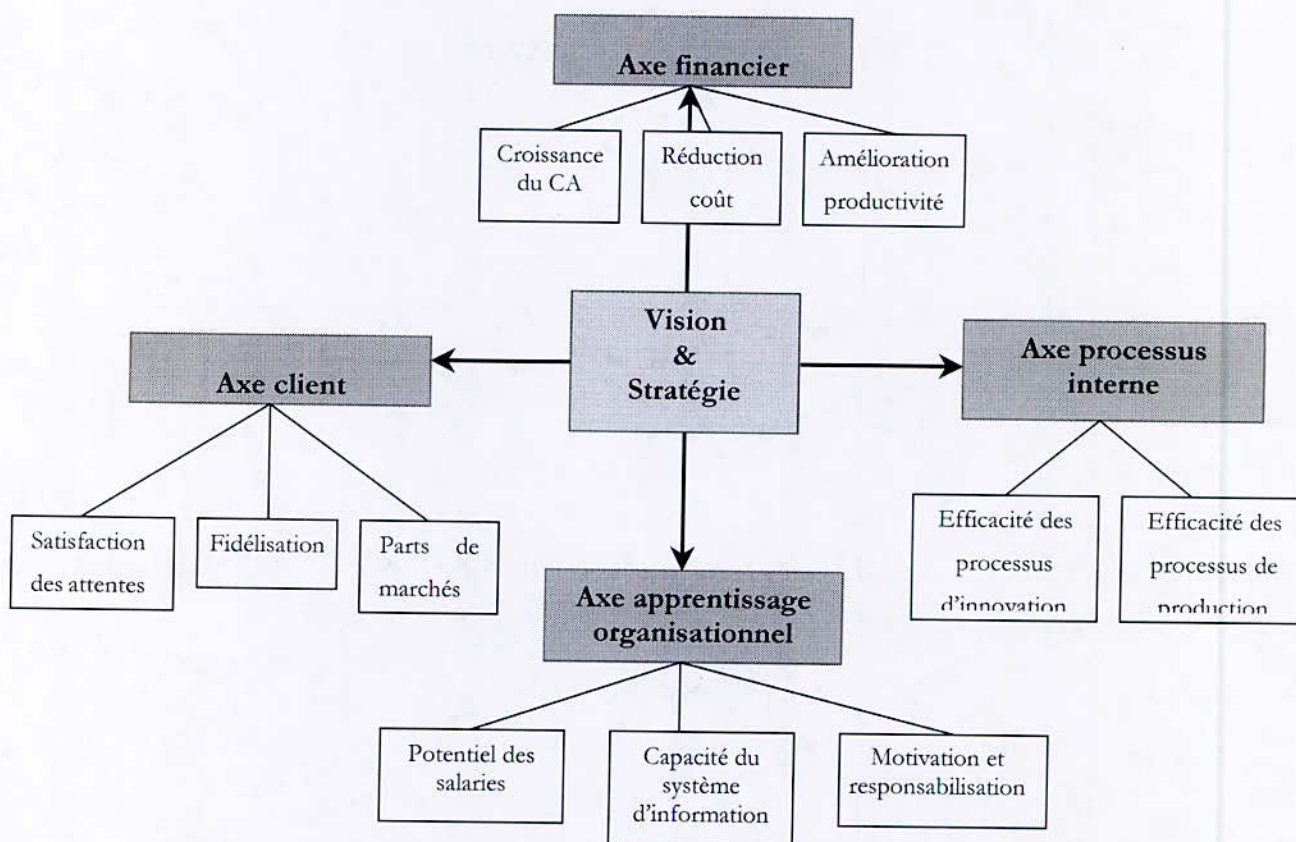 Axe financier
Croissance
du CA
Réduction
coût
Amélioration
productivité
Vision
&
Stratégie
Axe client
Axe processus
interne
Satisfaction
des attentes
Fidélisation
Parts de
marchés
Efficacité des
processus
d'innovation
Efficacité des
processus de
production
Axe apprentissage
organisationnel
Potentiel des
salaries
Capacité du
système
d'information
Motivation et
responsabilisation